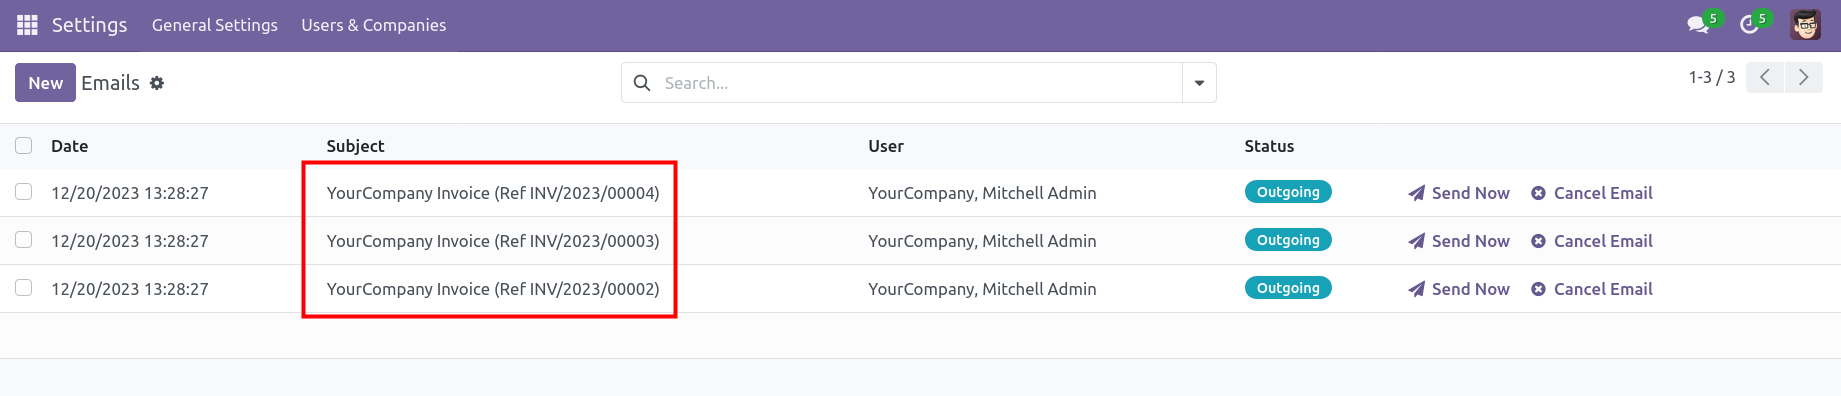 Settings General Settings Users & Companies 5 5
New Emails Search... 1-3 / 3
Date Subject User Status
12/20/2023 13:28:27 YourCompany Invoice (Ref INV/2023/00004) YourCompany, Mitchell Admin Outgoing Send Now Cancel Email
12/20/2023 13:28:27 YourCompany Invoice (Ref INV/2023/00003) YourCompany, Mitchell Admin Outgoing Send Now Cancel Email
12/20/2023 13:28:27 YourCompany Invoice (Ref INV/2023/00002) YourCompany, Mitchell Admin Outgoing Send Now Cancel Email